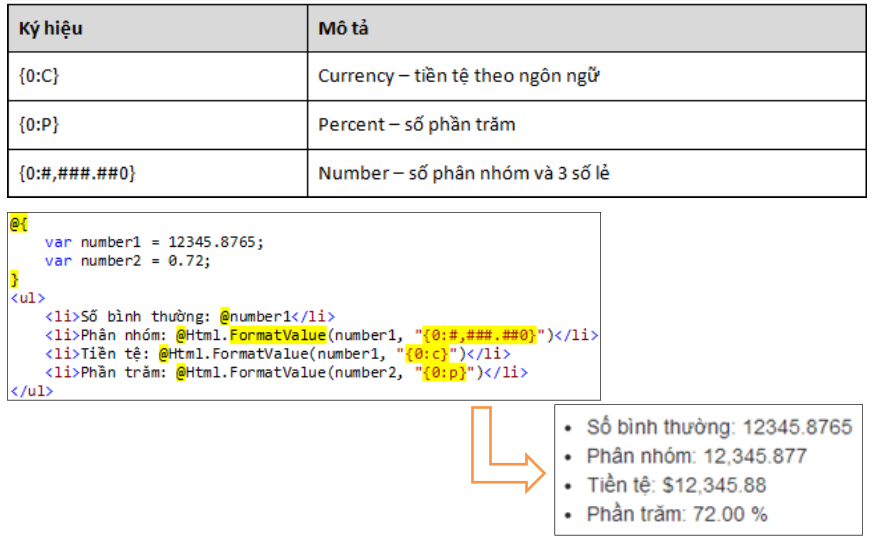 Ký hiệu Mô tả
{0:C} Currency – tiền tệ theo ngôn ngữ
{0:P} Percent – số phần trăm
{0:#,###.##0} Number – số phân nhóm và 3 số lẻ
@{
    var number1 = 12345.8765;
    var number2 = 0.72;
}
<ul>
    <li>Số bình thường: @number1</li>
    <li>Phân nhóm: @Html.FormatValue(number1, "{0:#,###.##0}")</li>
    <li>Tiền tệ: @Html.FormatValue(number1, "{0:c}")</li>
    <li>Phần trăm: @Html.FormatValue(number2, "{0:p}")</li>
</ul>
• Số bình thường: 12345.8765
• Phân nhóm: 12,345.877
• Tiền tệ: $12,345.88
• Phần trăm: 72.00 %